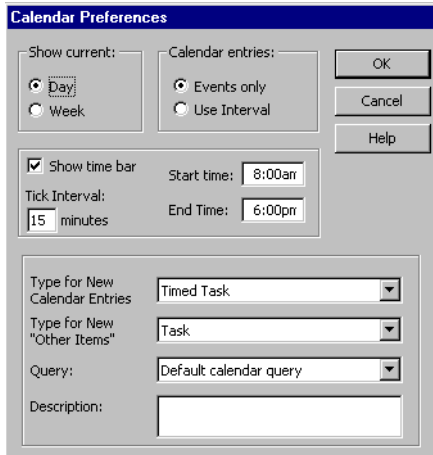 Calendar Preferences
Show current:
Day
Week
Calendar entries:
Events only
Use Interval
OK
Cancel
Help
Show time bar
Tick Interval:
15 minutes
Start time: 8:00am
End Time: 6:00pm
Type for New
Calendar Entries
Timed Task
Type for New
"Other Items"
Task
Query: Default calendar query
Description: